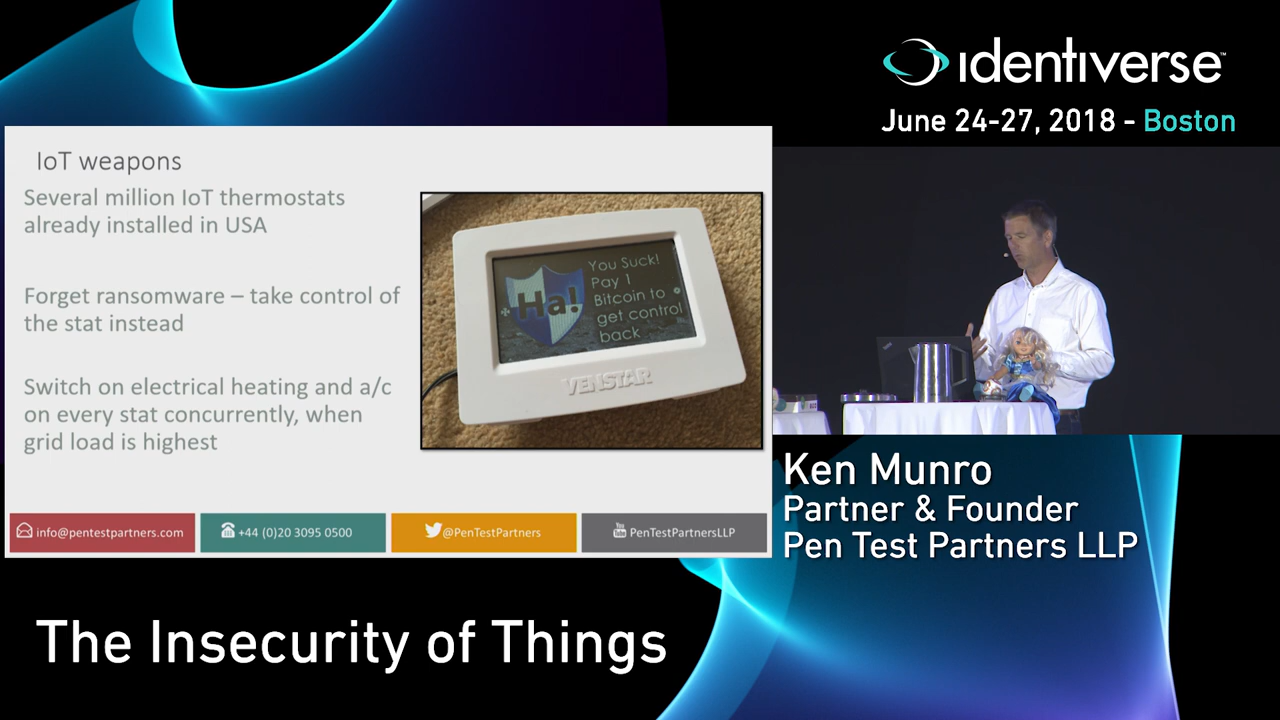 identiverse™
June 24-27, 2018 - Boston
IoT weapons
Several million IoT thermostats
already installed in USA
Forget ransomware – take control of
the stat instead
Switch on electrical heating and a/c
on every stat concurrently, when
grid load is highest
Ha!
You Suck!
Pay 1
Bitcoin to
get control
back
VENSTAR
info@pentestpartners.com
+44 (0)20 3095 0500
@PenTestPartners
You Tube
PenTestPartnersLLP
Ken Munro
Partner & Founder
Pen Test Partners LLP
The Insecurity of Things